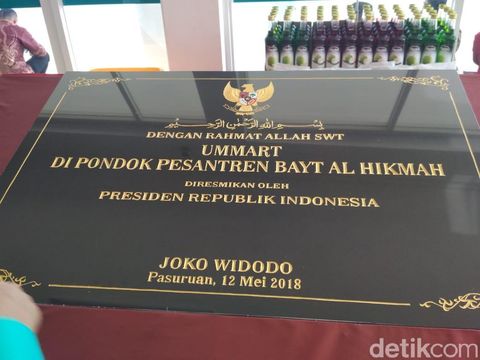 بسم الله الرحمن الرحيم
DENGAN RAHMAT ALLAH SWT
UMMART
DI PONDOK PESANTREN BAYT AL HIKMAH
DIRESMIKAN OLEH
PRESIDEN REPUBLIK INDONESIA
JOKO WIDODO
Pasuruan, 12 Mei 2018
detikcom